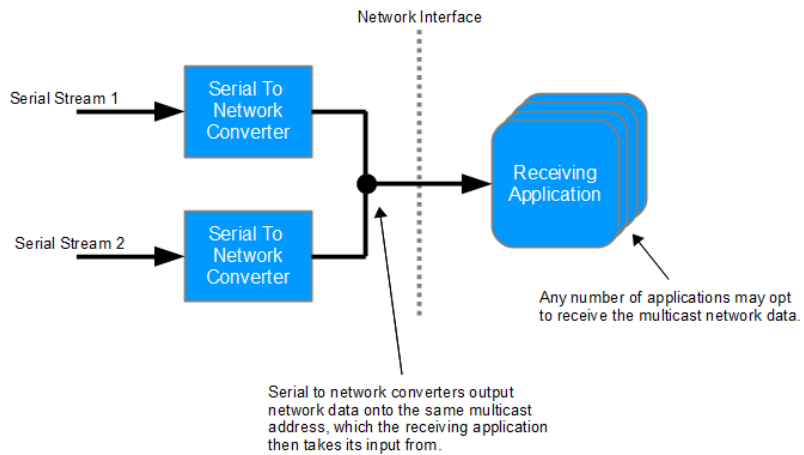 Network Interface
Serial Stream 1
Serial To
Network
Converter
Receiving
Application
Serial Stream 2
Serial To
Network
Converter
Any number of applications may opt
to receive the multicast network data.
Serial to network converters output
network data onto the same multicast
address, which the receiving application
then takes its input from.